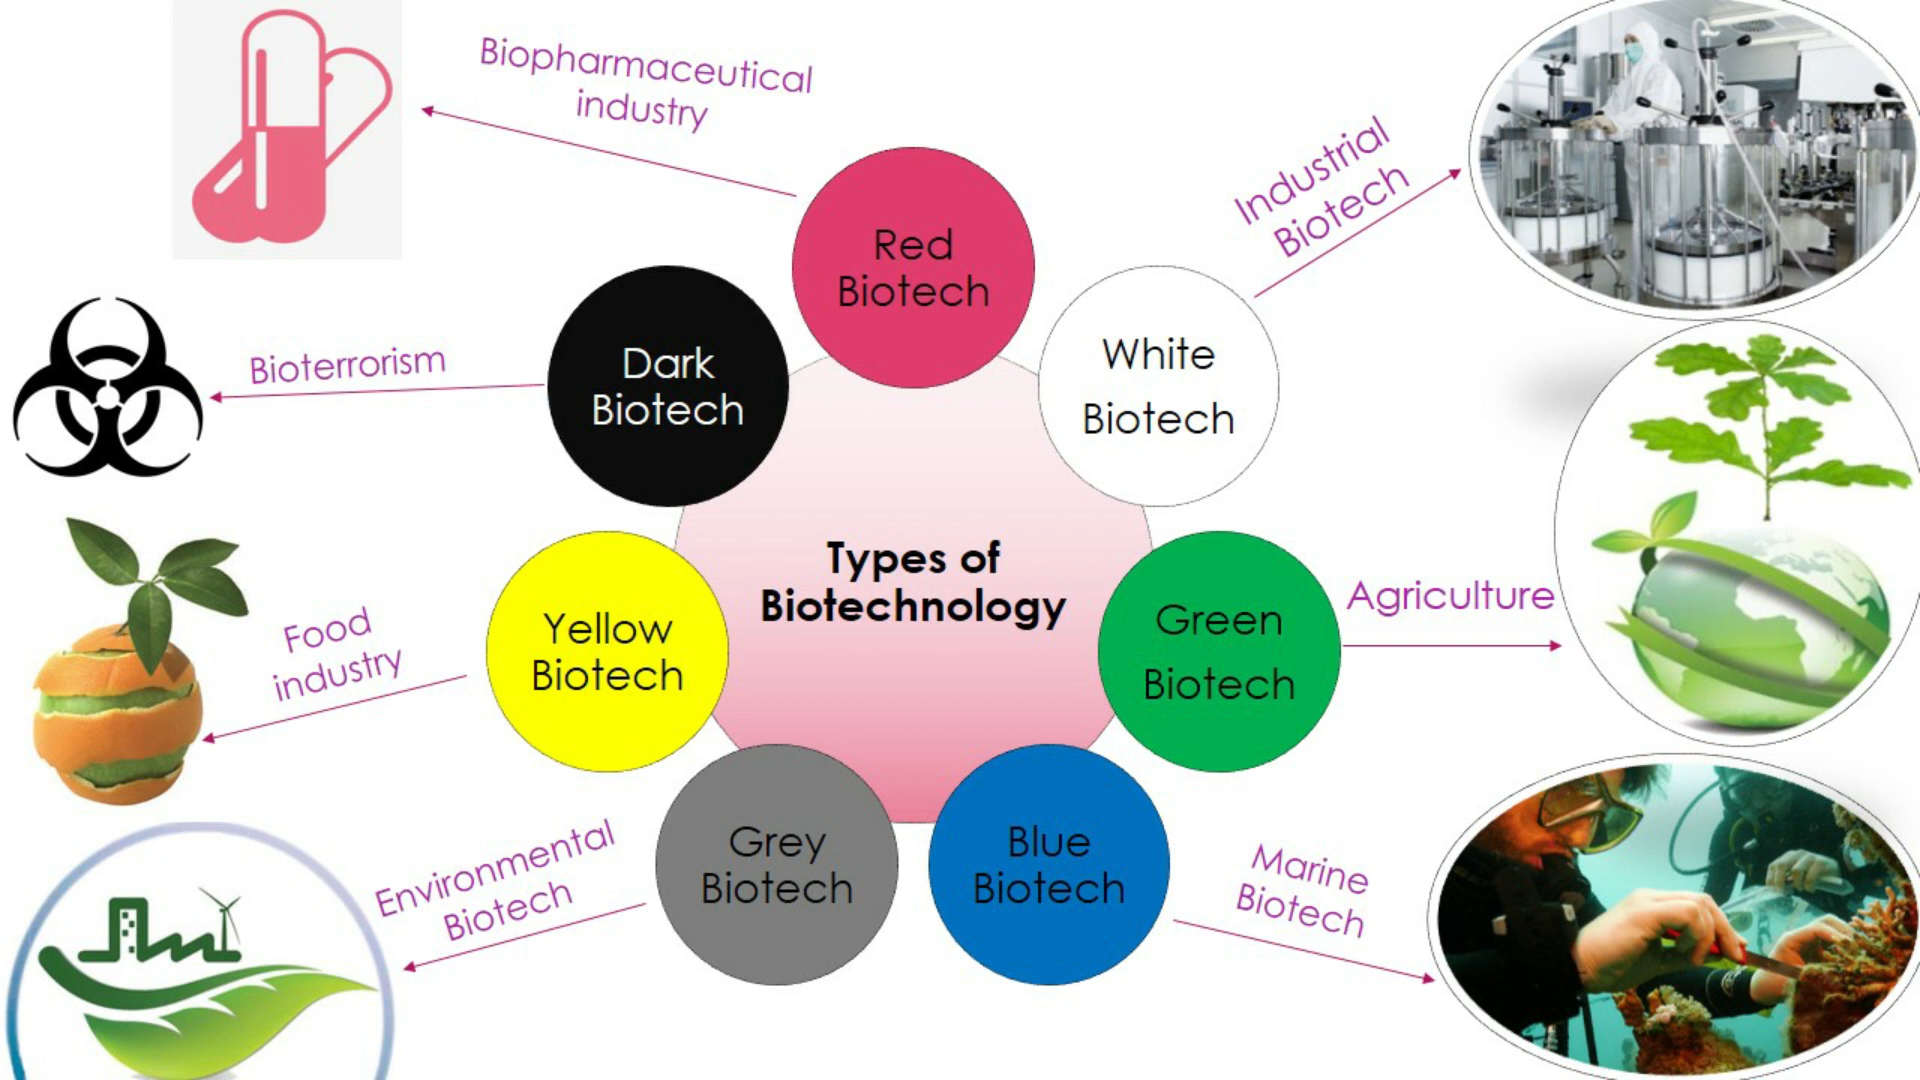 Biopharmaceutical
industry
Industrial
Biotech
Red
Biotech
Dark
Biotech
White
Biotech
Bioterrorism
Types of
Biotechnology
Yellow
Biotech
Food
industry
Green
Biotech
Agriculture
Grey
Biotech
Blue
Biotech
Environmental
Biotech
Marine
Biotech